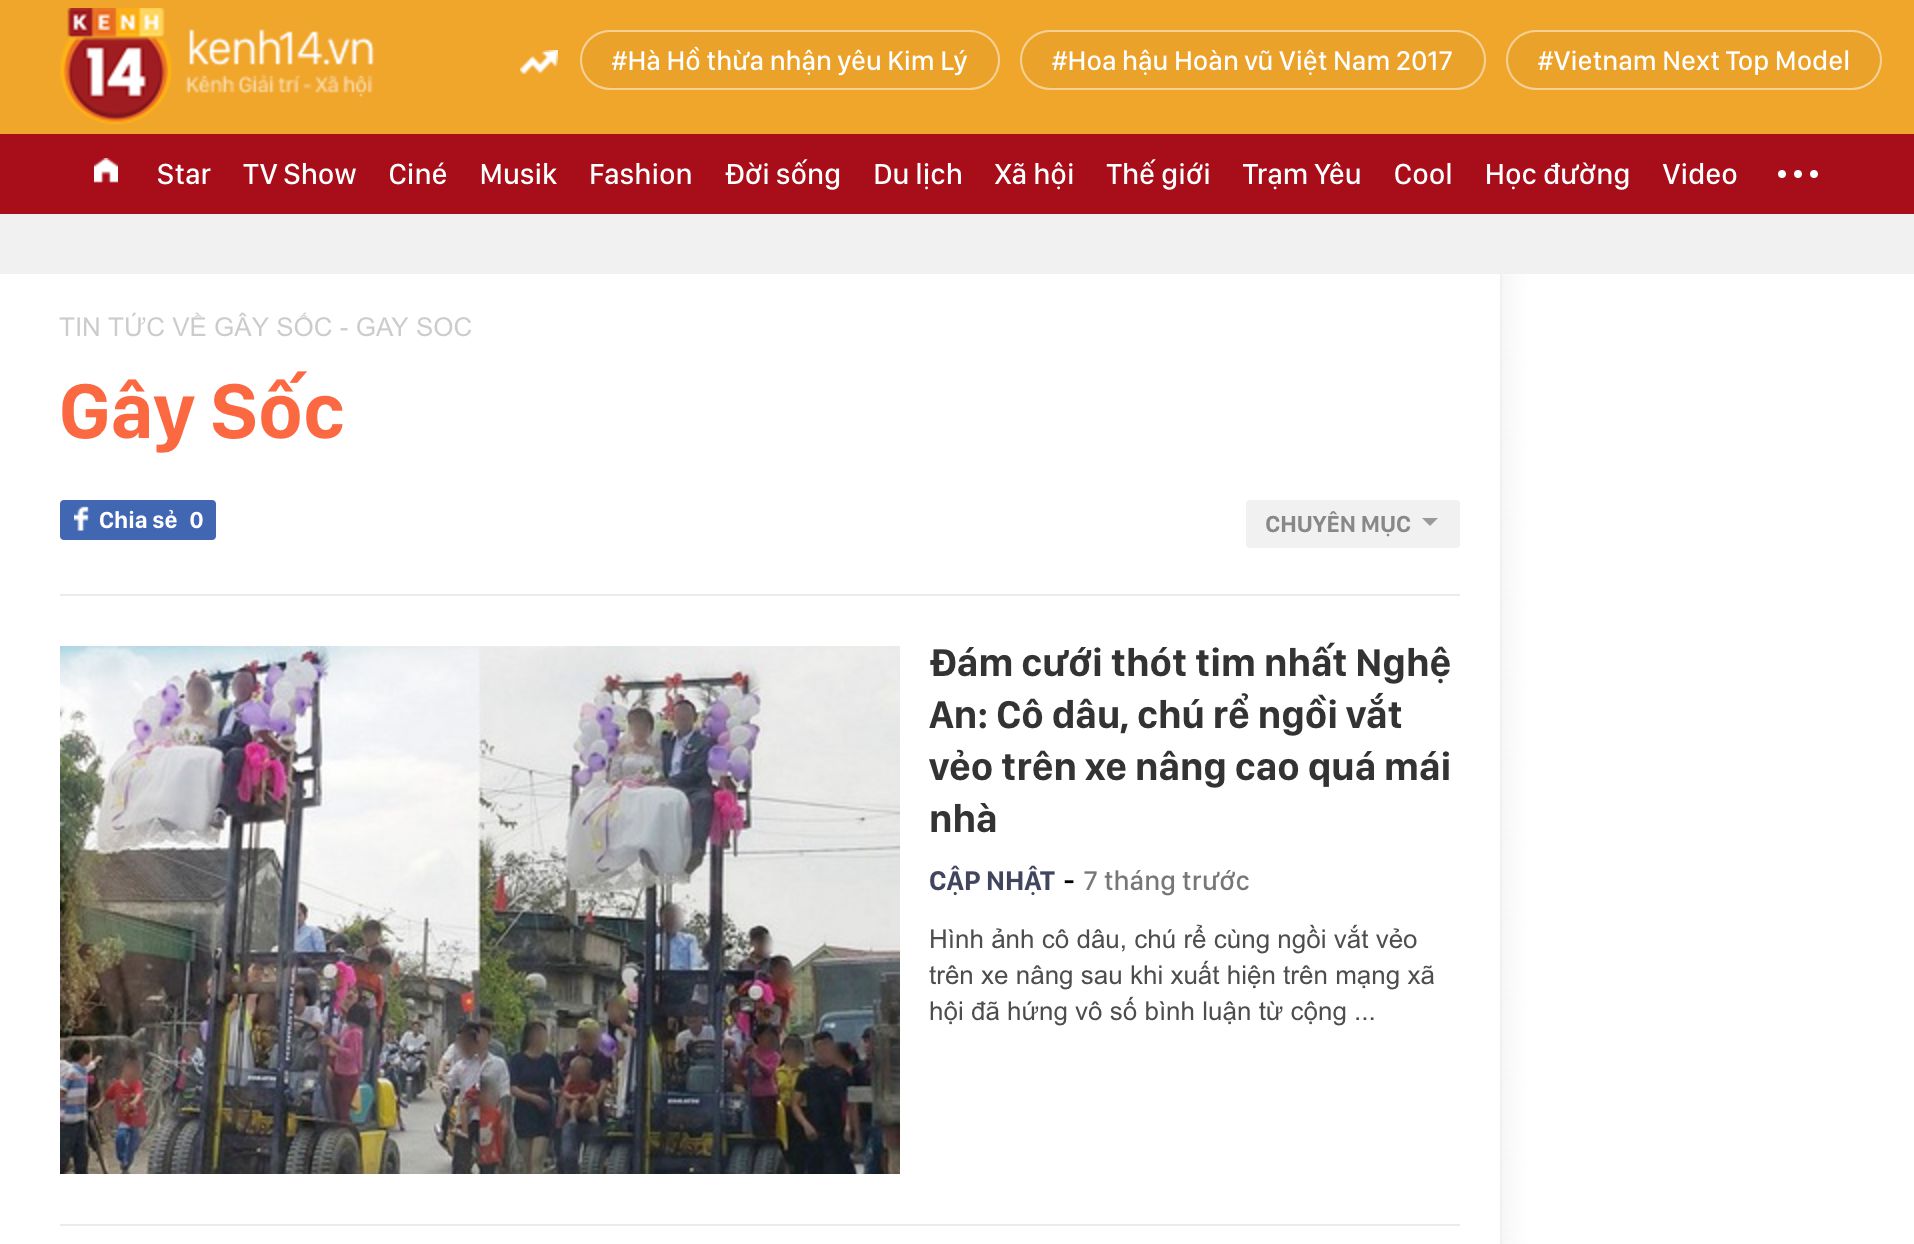 KENH
14
kenh14.vn
Kênh Giải trí - Xã hội
#Hà Hồ thừa nhận yêu Kim Lý
#Hoa hậu Hoàn vũ Việt Nam 2017
#Vietnam Next Top Model
Star TV Show Ciné Musik Fashion Đời sống Du lịch Xã hội Thế giới Trạm Yêu Cool Học đường Video
TIN TỨC VỀ GÂY SỐC - GAY SOC
Gây Sốc
f Chia sẻ 0
CHUYÊN MỤC
Đám cưới thót tim nhất Nghệ
An: Cô dâu, chú rể ngồi vắt
vẻo trên xe nâng cao quá mái
nhà
CẬP NHẬT - 7 tháng trước
Hình ảnh cô dâu, chú rể cùng ngồi vắt vẻo
trên xe nâng sau khi xuất hiện trên mạng xã
hội đã hứng vô số bình luận từ cộng ...